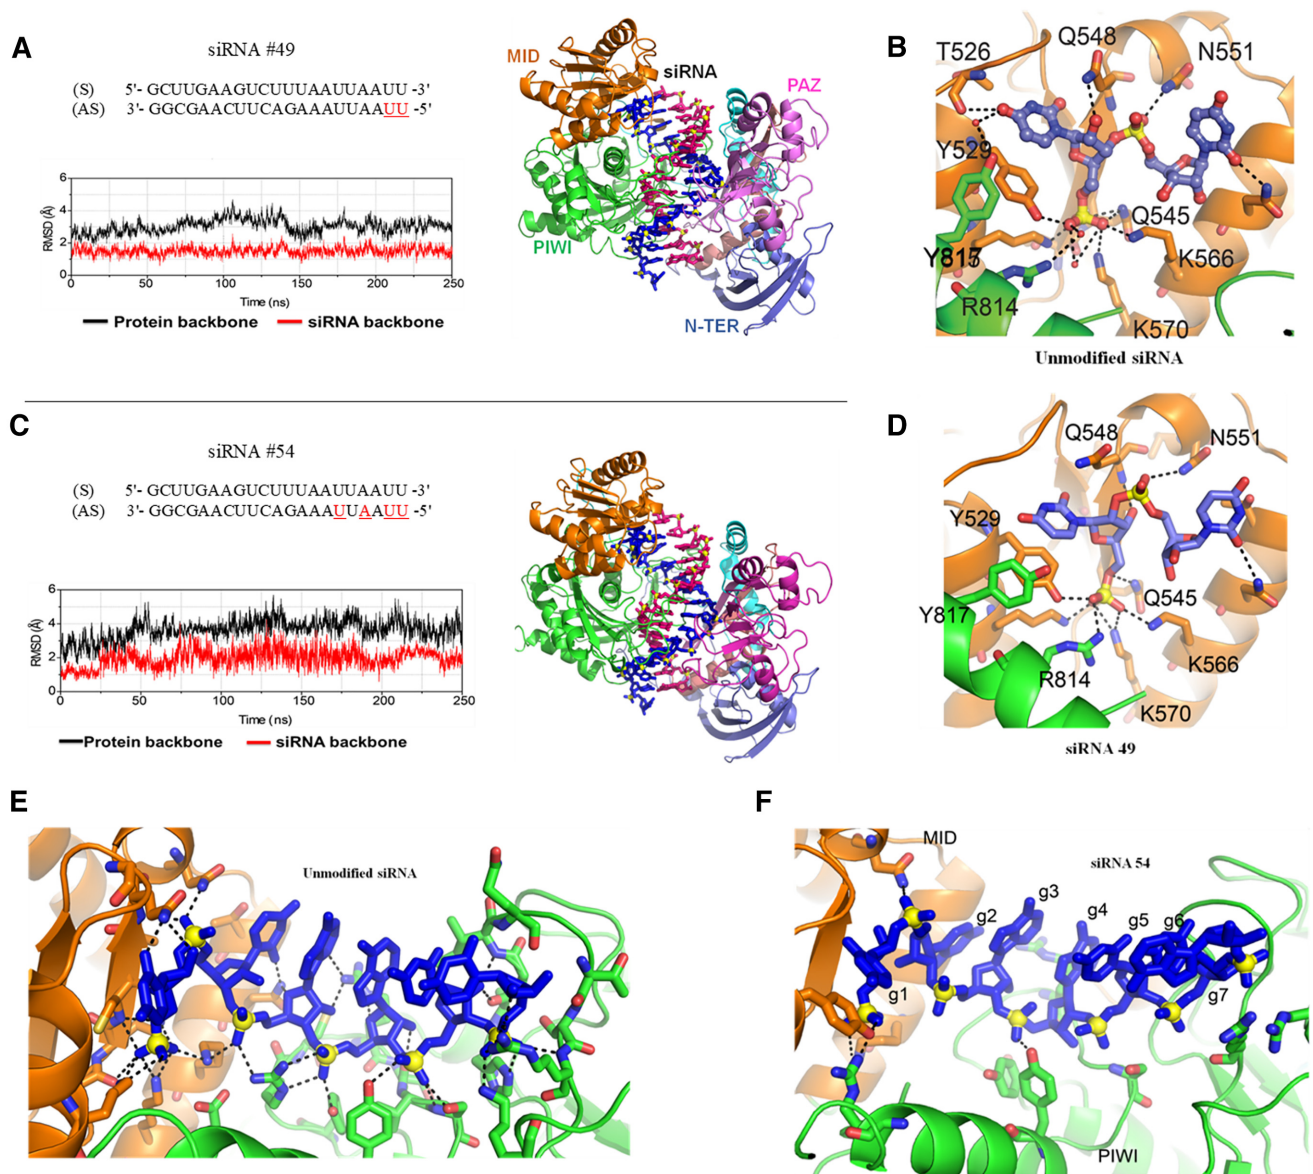 A
siRNA #49
(S) 5'- GCUUGAAGUCUUUAAUUAAUU -3'
(AS) 3'- GGCGAACUUCAGAAAUUAAUU -5'
6
4
2
0
RMSD (Å)
0 50 100 150 200 250
Time (ns)
Protein backbone siRNA backbone
MID
siRNA
PAZ
PIWI
N-TER
B
T526
Q548
N551
Y529
Q545
K566
R814
K570
Unmodified siRNA
C
siRNA #54
(S) 5'- GCUUGAAGUCUUUAAUUAAUU -3'
(AS) 3'- GGCGAACUUCAGAAAUUAAUU -5'
6
4
2
0
RMSD (Å)
0 50 100 150 200 250
Time (ns)
Protein backbone siRNA backbone
D
Q548
N551
Y529
Y817
Q545
K566
R814
K570
siRNA 49
E
Unmodified siRNA
F
MID
siRNA 54
g1
g2
g3
g4
g5
g6
g7
PIWI